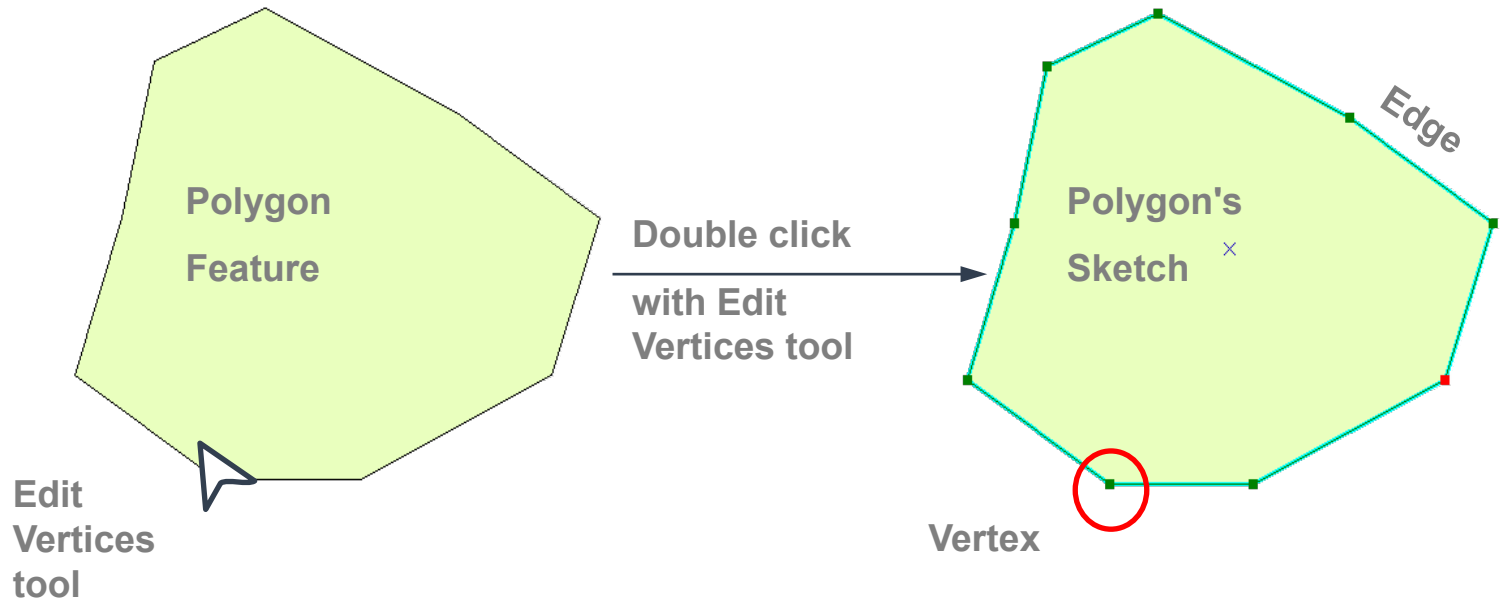 Polygon
Feature
Edit
Vertices
tool
Double click
with Edit
Vertices tool
Polygon's
Sketch
Edge
Vertex